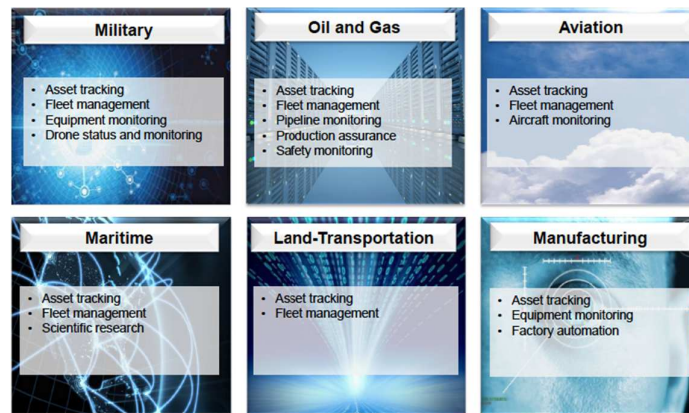 Military
• Asset tracking
• Fleet management
• Equipment monitoring
• Drone status and monitoring
Oil and Gas
• Asset tracking
• Fleet management
• Pipeline monitoring
• Production assurance
• Safety monitoring
Aviation
• Asset tracking
• Fleet management
• Aircraft monitoring
Maritime
• Asset tracking
• Fleet management
• Scientific research
Land-Transportation
• Asset tracking
• Fleet management
Manufacturing
• Asset tracking
• Equipment monitoring
• Factory automation